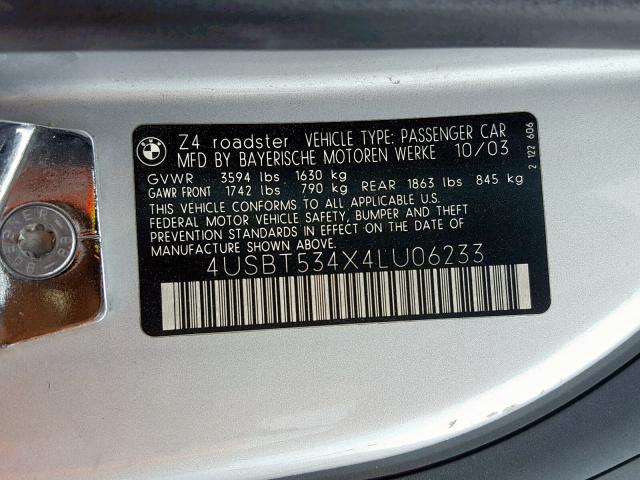 Z4 roadster VEHICLE TYPE: PASSENGER CAR
MFD BY BAYERISCHE MOTOREN WERKE 10/03
GVWR 3594 lbs 1630 kg
GAWR FRONT 1742 lbs 790 kg REAR 1863 lbs 845 kg
THIS VEHICLE CONFORMS TO ALL APPLICABLE U.S.
FEDERAL MOTOR VEHICLE SAFETY, BUMPER AND THEFT
PREVENTION STANDARDS IN EFFECT ON THE DATE OF
MANUFACTURE SHOWN ABOVE.
4USBT534X4LU06233
2 122 606